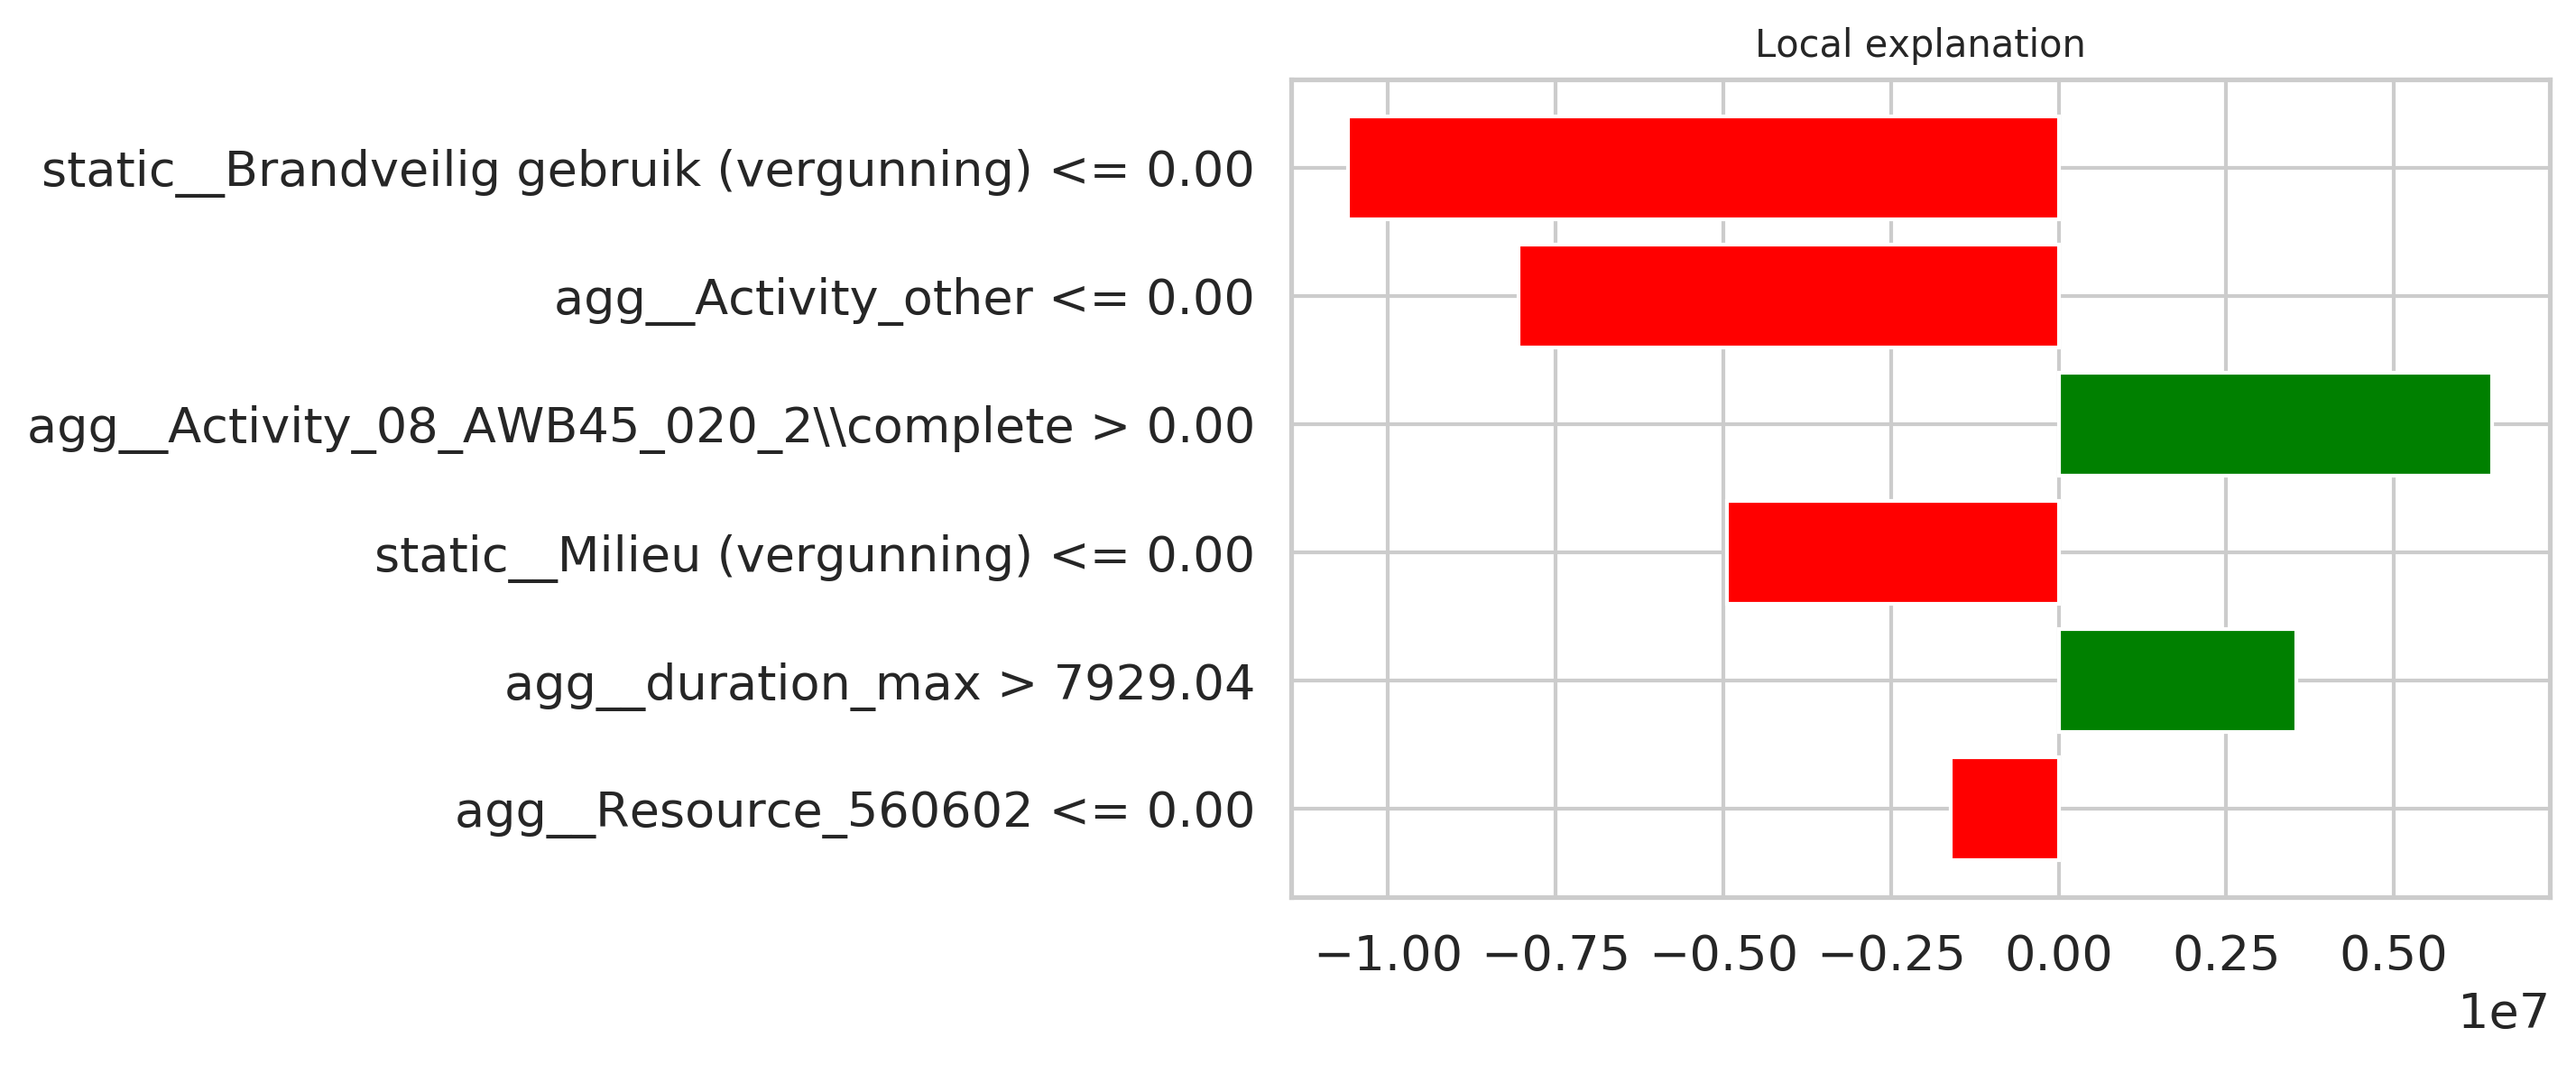 Local explanation
static__Brandveilig gebruik (vergunning) <= 0.00
agg__Activity_other <= 0.00
agg__Activity_08_AWB45_020_2\\complete > 0.00
static__Milieu (vergunning) <= 0.00
agg__duration_max > 7929.04
agg__Resource_560602 <= 0.00
−1.00 −0.75 −0.50 −0.25 0.00 0.25 0.50
1e7